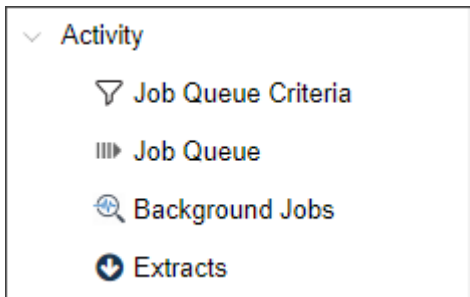 Activity
Job Queue Criteria
Job Queue
Background Jobs
Extracts